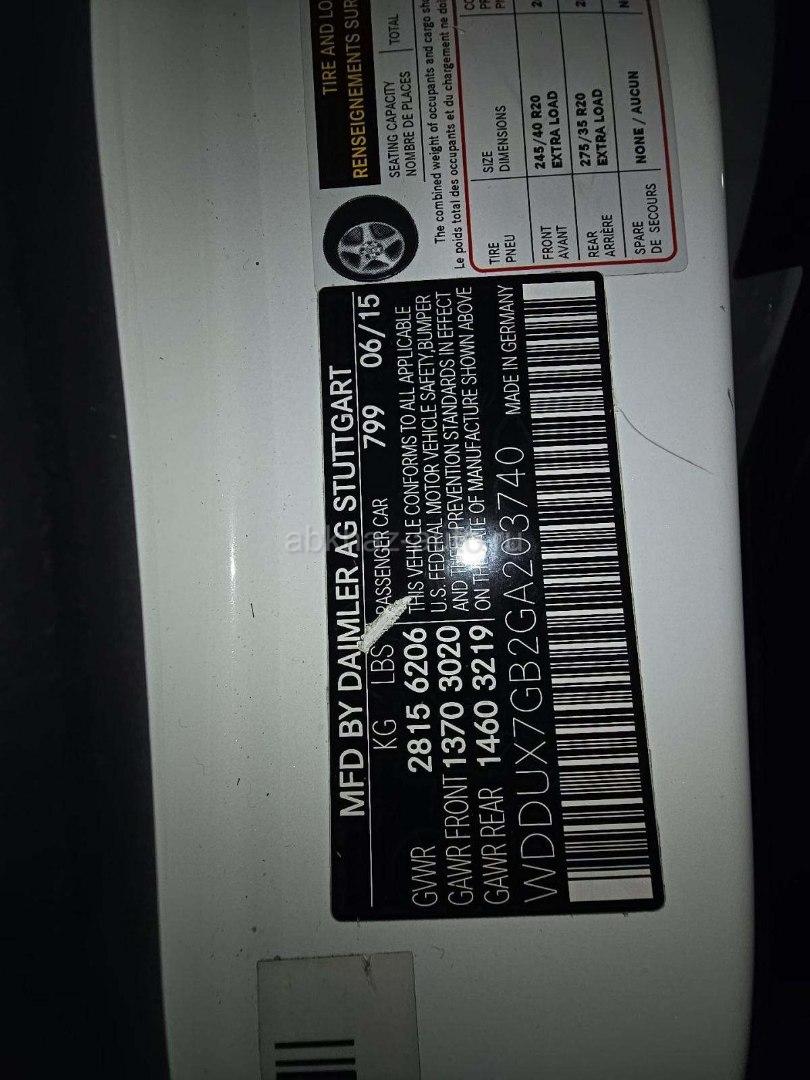 TIRE AND LO
RENSEIGNEMENTS SUR
SEATING CAPACITY
NOMBRE DE PLACES
TOTAL
The combined weight of occupants and cargo sh
Le poids total des occupants et du chargement ne doi
TIRE
PNEU
SIZE
DIMENSIONS
FRONT
AVANT
245/40 R20
EXTRA LOAD
REAR
ARRIÈRE
275/35 R20
EXTRA LOAD
SPARE
DE SECOURS
NONE / AUCUN
MFD BY DAIMLER AG STUTTGART
KG / LBS PASSENGER CAR 799 06/15
GVWR 2815 6206
GAWR FRONT 1370 3020
GAWR REAR 1460 3219
THIS VEHICLE CONFORMS TO ALL APPLICABLE
U.S. FEDERAL MOTOR VEHICLE SAFETY, BUMPER
AND THEFT PREVENTION STANDARDS IN EFFECT
ON THE DATE OF MANUFACTURE SHOWN ABOVE
WDDUX7GB2GA203740 MADE IN GERMANY